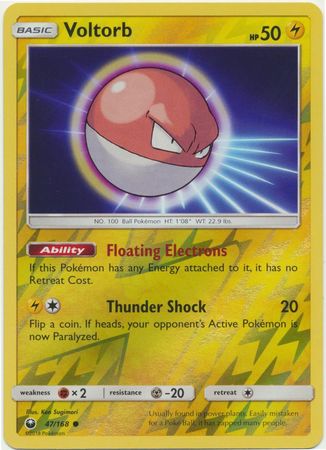 BASIC
Voltorb
HP 50
NO. 100 Ball Pokémon HT: 1'08" WT: 22.9 lbs.
Ability Floating Electrons
If this Pokémon has any Energy attached to it, it has no
Retreat Cost.
Thunder Shock 20
Flip a coin. If heads, your opponent's Active Pokémon is
now Paralyzed.
weakness × 2 resistance -20 retreat
Illus. Ken Sugimori
47/168
©2018 Pokémon
Usually found in power plants. Easily mistaken
for a Poké Ball, it has zapped many people.